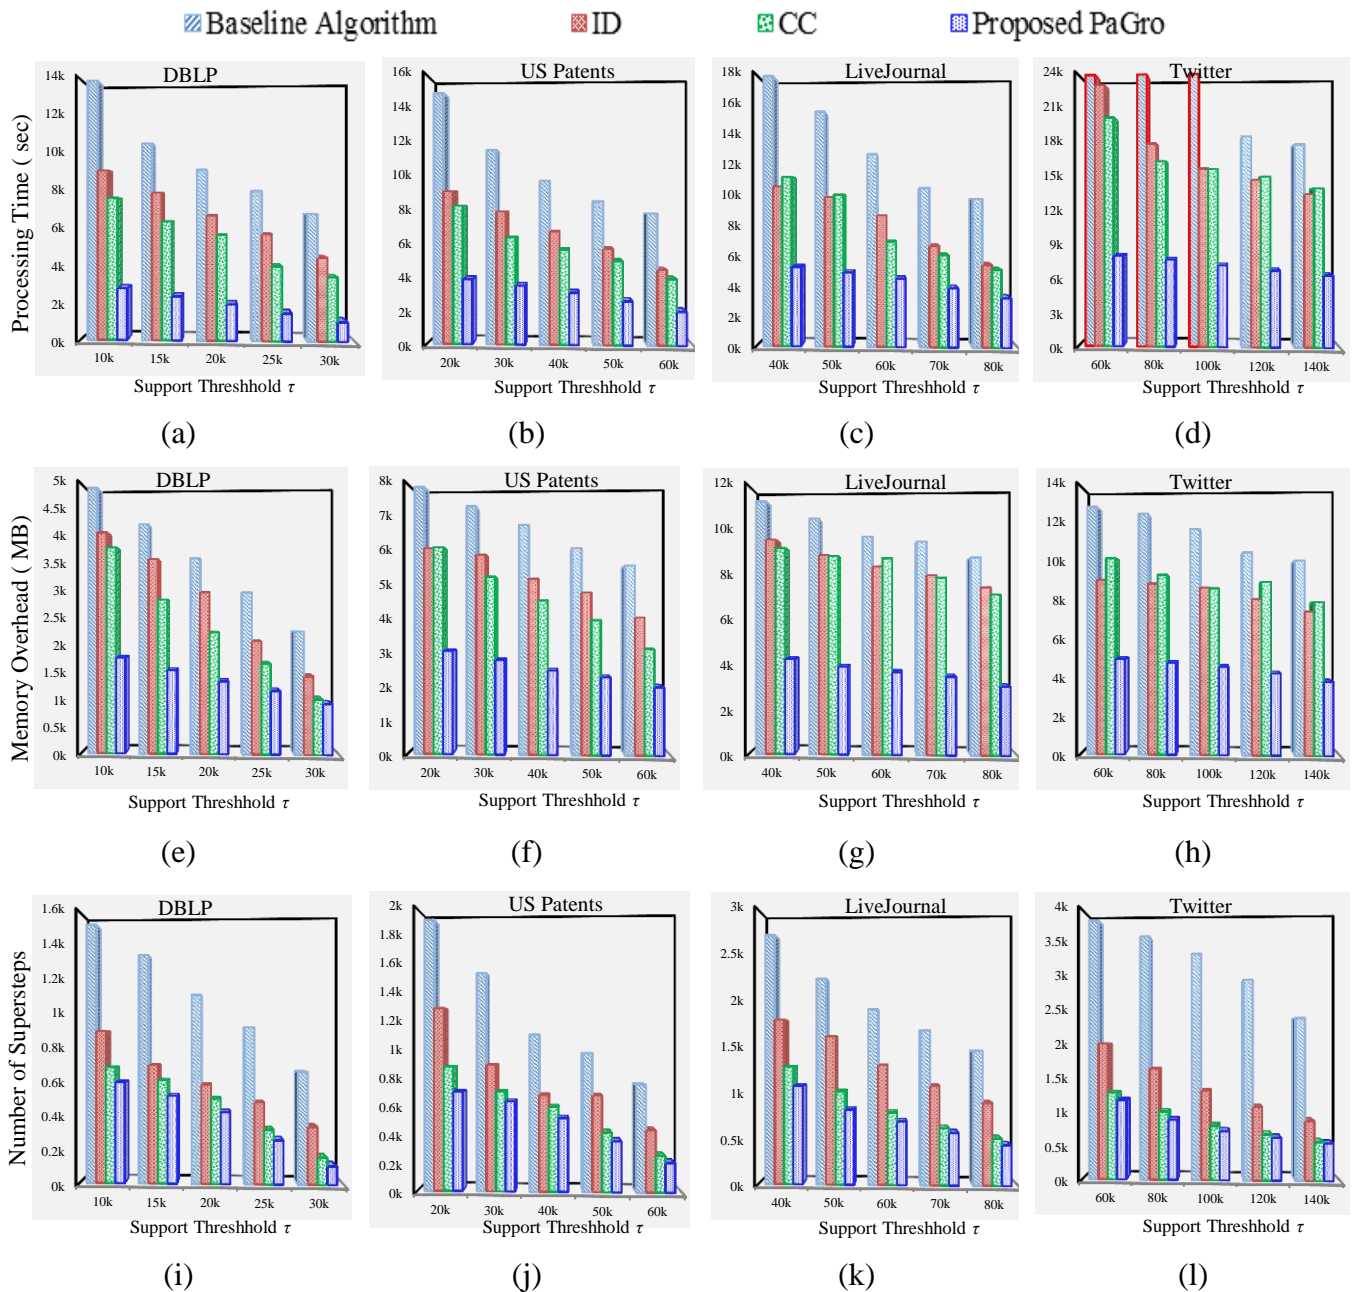 Baseline Algorithm ID CC Proposed PaGro
DBLP US Patents LiveJournal Twitter
Processing Time ( sec)
14k
12k
10k
8k
6k
4k
2k
0k
10k 15k 20k 25k 30k
Support Threshhold τ
(a)
16k
14k
12k
10k
8k
6k
4k
2k
0k
20k 30k 40k 50k 60k
Support Threshhold τ
(b)
18k
16k
14k
12k
10k
8k
6k
4k
2k
0k
40k 50k 60k 70k 80k
Support Threshhold τ
(c)
24k
21k
18k
15k
12k
9k
6k
3k
0k
60k 80k 100k 120k 140k
Support Threshhold τ
(d)
DBLP US Patents LiveJournal Twitter
Memory Overhead ( MB)
5k
4.5k
4k
3.5k
3k
2.5k
2k
1.5k
1k
0.5k
0k
10k 15k 20k 25k 30k
Support Threshhold τ
(e)
8k
7k
6k
5k
4k
3k
2k
1k
0k
20k 30k 40k 50k 60k
Support Threshhold τ
(f)
12k
10k
8k
6k
4k
2k
0k
40k 50k 60k 70k 80k
Support Threshhold τ
(g)
14k
12k
10k
8k
6k
4k
2k
0k
60k 80k 100k 120k 140k
Support Threshhold τ
(h)
DBLP US Patents LiveJournal Twitter
Number of Supersteps
1.6k
1.4k
1.2k
1k
0.8k
0.6k
0.4k
0.2k
0k
10k 15k 20k 25k 30k
Support Threshhold τ
(i)
2k
1.8k
1.6k
1.4k
1.2k
1k
0.8k
0.6k
0.4k
0.2k
0k
20k 30k 40k 50k 60k
Support Threshhold τ
(j)
3k
2.5k
2k
1.5k
1k
0.5k
0k
40k 50k 60k 70k 80k
Support Threshhold τ
(k)
4k
3.5k
3k
2.5k
2k
1.5k
1k
0.5k
0k
60k 80k 100k 120k 140k
Support Threshhold τ
(l)